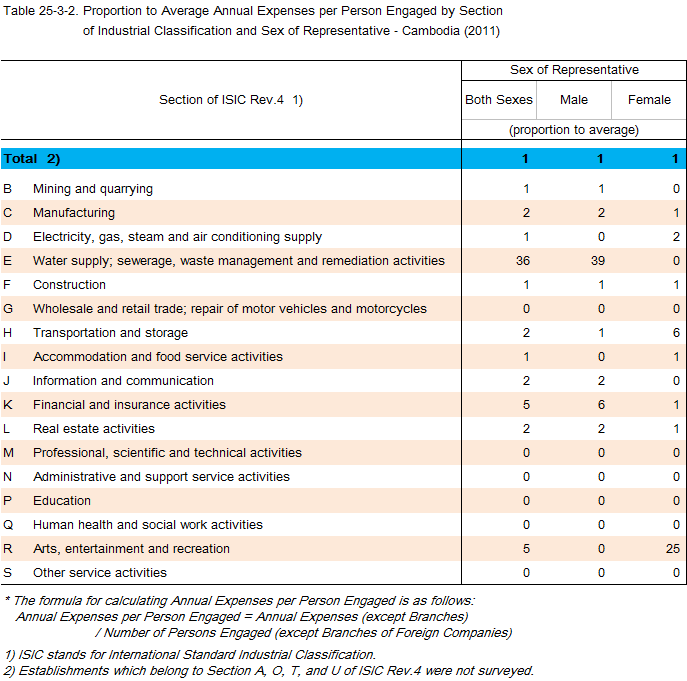 Table 25-3-2. Proportion to Average Annual Expenses per Person Engaged by Section
of Industrial Classification and Sex of Representative - Cambodia (2011)
Section of ISIC Rev.4 1)
Sex of Representative
Both Sexes Male Female
(proportion to average)
Total 2) 1 1 1
B Mining and quarrying 1 1 0
C Manufacturing 2 2 1
D Electricity, gas, steam and air conditioning supply 1 0 2
E Water supply; sewerage, waste management and remediation activities 36 39 0
F Construction 1 1 1
G Wholesale and retail trade; repair of motor vehicles and motorcycles 0 0 0
H Transportation and storage 2 1 6
I Accommodation and food service activities 1 0 1
J Information and communication 2 2 0
K Financial and insurance activities 5 6 1
L Real estate activities 2 2 1
M Professional, scientific and technical activities 0 0 0
N Administrative and support service activities 0 0 0
P Education 0 0 0
Q Human health and social work activities 0 0 0
R Arts, entertainment and recreation 5 0 25
S Other service activities 0 0 0
* The formula for calculating Annual Expenses per Person Engaged is as follows:
Annual Expenses per Person Engaged = Annual Expenses (except Branches)
/ Number of Persons Engaged (except Branches of Foreign Companies)
1) ISIC stands for International Standard Industrial Classification.
2) Establishments which belong to Section A, O, T, and U of ISIC Rev.4 were not surveyed.